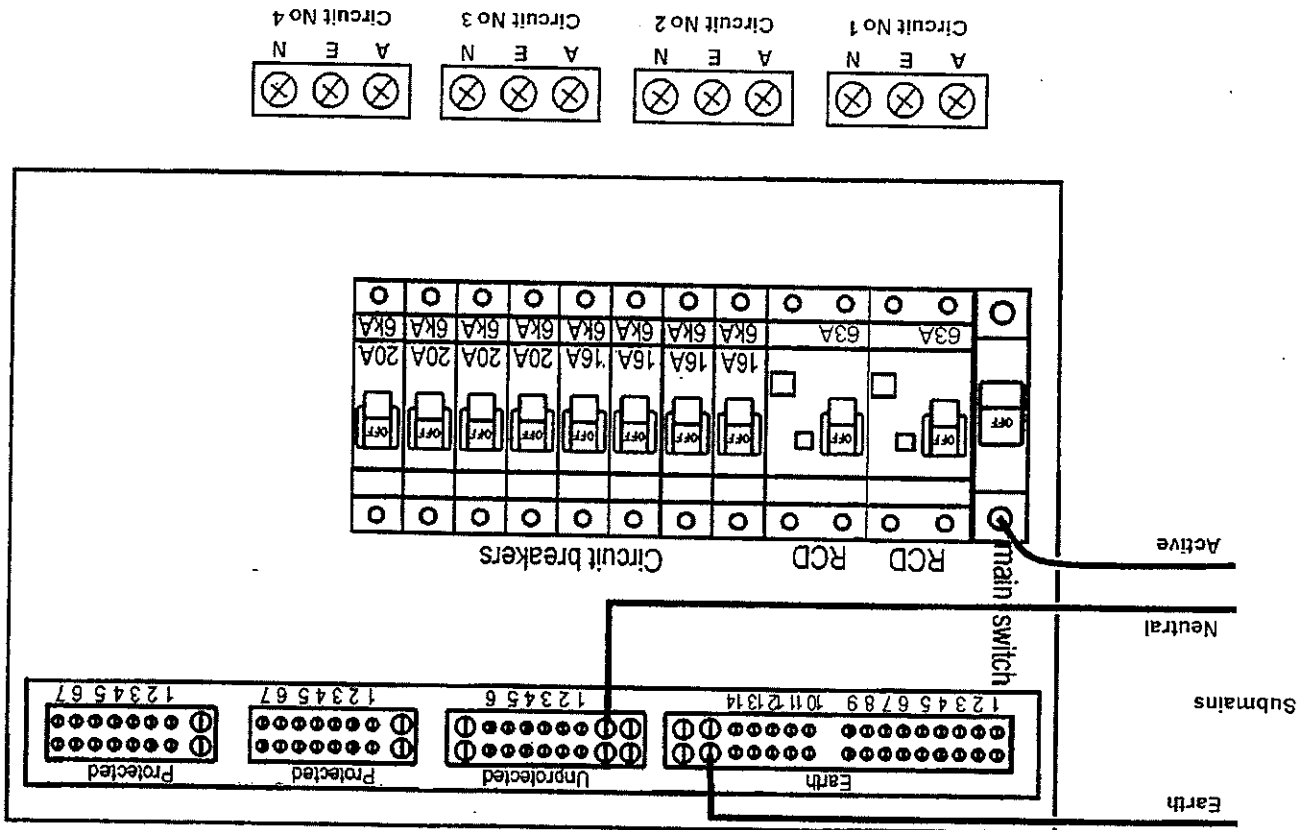 Earth
Earth Unprotected Protected Protected
1 2 3 4 5 6 7 8 9 10 11 12 13 14 1 2 3 4 5 6 1 2 3 4 5 6 7 1 2 3 4 5 6 7
Submains
Neutral
main switch
Active
RCD RCD Circuit breakers
OFF OFF OFF OFF OFF OFF OFF OFF OFF OFF OFF
16A 16A 16A 16A 20A 20A 20A 20A
63A 63A 6kA 6kA 6kA 6kA 6kA 6kA 6kA 6kA
A E N A E N A E N A E N
Circuit No 1 Circuit No 2 Circuit No 3 Circuit No 4